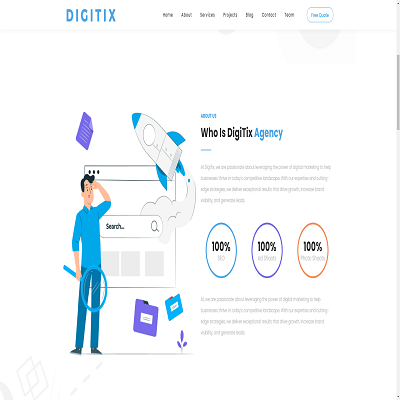 DIGITIX
Home About Services Projects Blog Contact Team Free Quote
ABOUT US
Who Is DigiTix Agency
At Digitix, we are passionate about leveraging the power of digital marketing to help
businesses thrive in today's competitive landscape. With our expertise and cutting-
edge strategies, we deliver exceptional results that drive growth, increase brand
visibility, and generate leads.
Search...
100% 100% 100%
SEO Ad Shoots Photo Shoots
At, we are passionate about leveraging the power of digital marketing to help
businesses thrive in today's competitive landscape. With our expertise and cutting-
edge strategies, we deliver exceptional results that drive growth, increase brand
visibility, and generate leads.